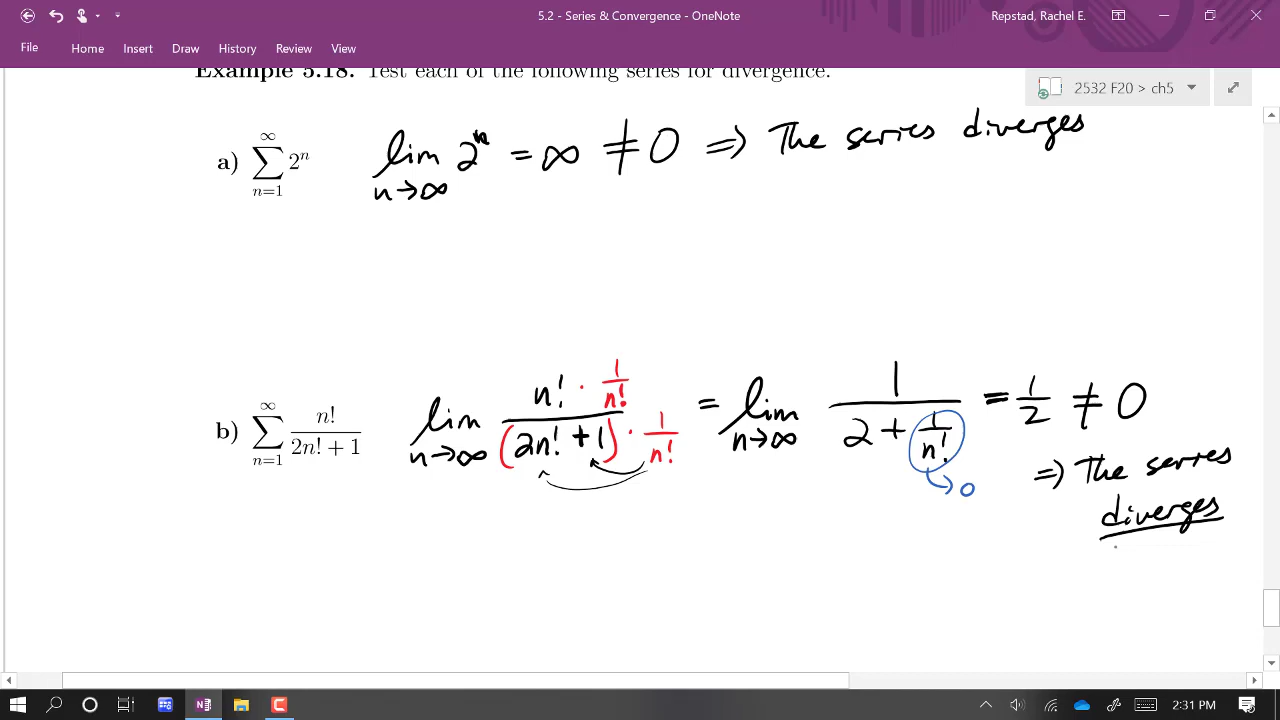 5.2 - Series & Convergence - OneNote
Repstad, Rachel E.
File Home Insert Draw History Review View
Example 5.18. Test each of the following series for divergence.
2532 F20 > ch5
a) ∑_{n=1}^{∞} 2^n lim_{n→∞} 2^n = ∞ ≠ 0 ⇒ The series diverges
b) ∑_{n=1}^{∞} n!/(2n! + 1) lim_{n→∞} (n! · 1/n!)/((2n! + 1) · 1/n!) = lim_{n→∞} 1/(2 + 1/n!) = 1/2 ≠ 0
→ 0
⇒ The series
diverges
2:31 PM